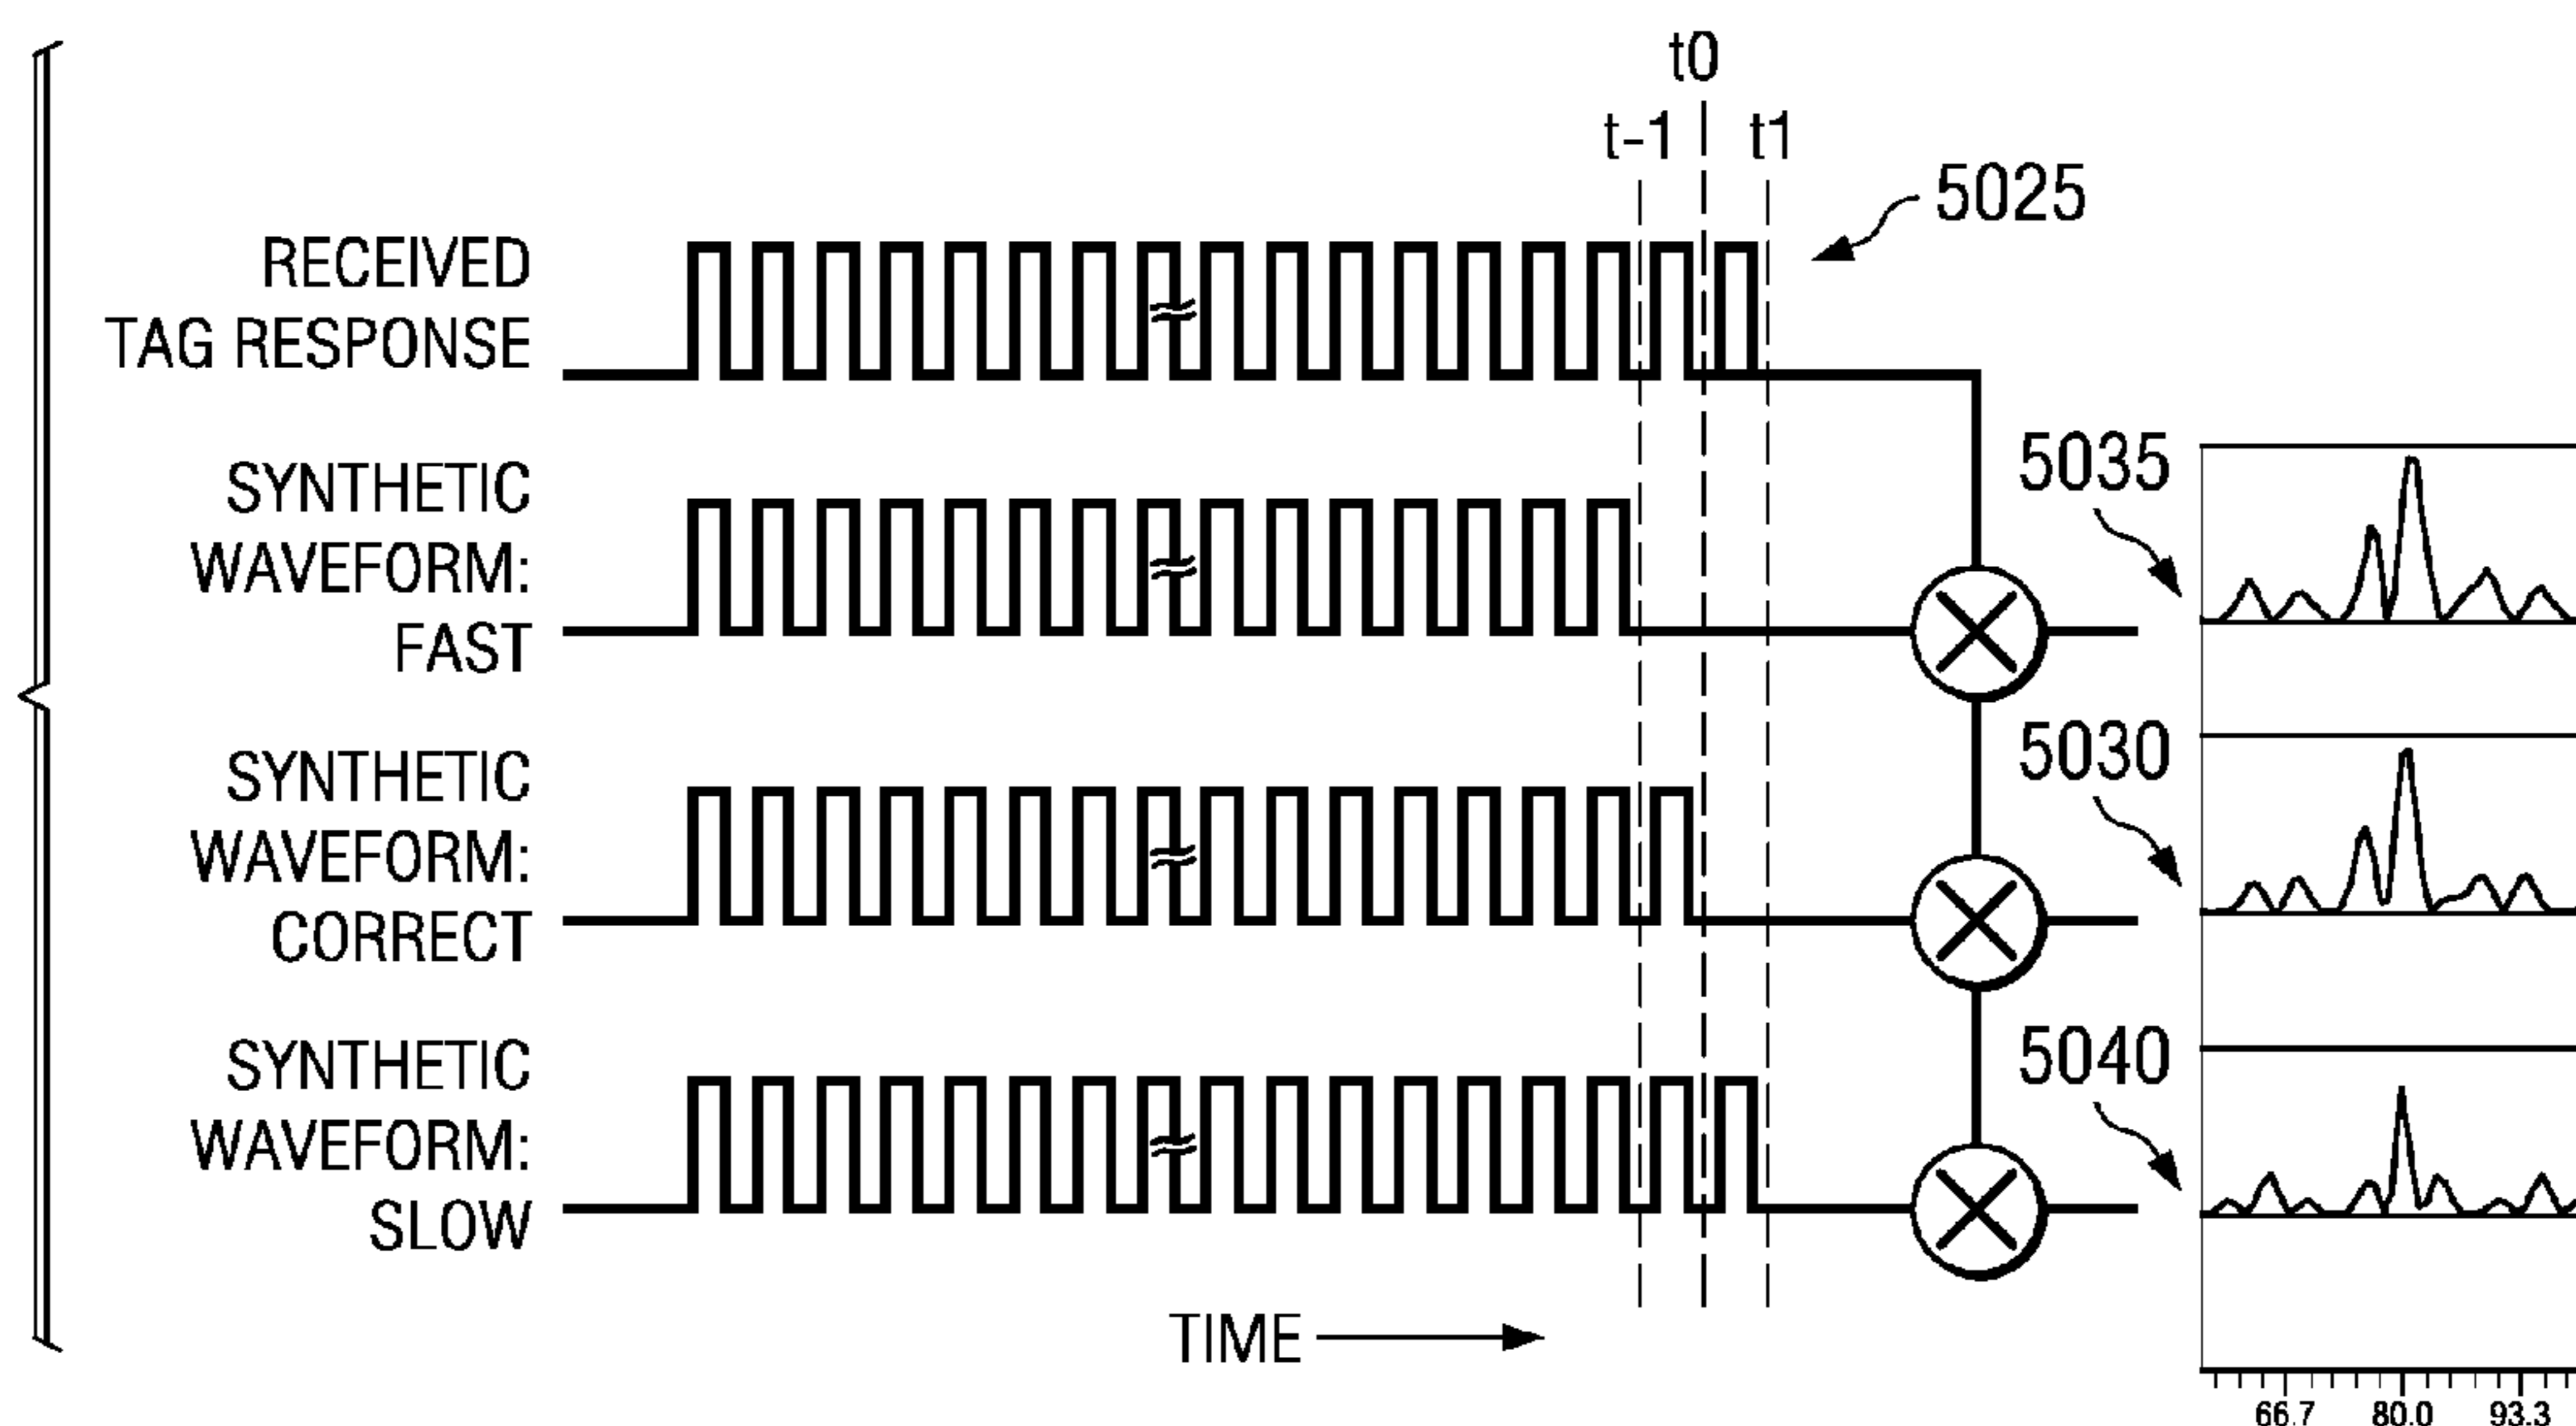 t0
t-1
t1
5025
RECEIVED
TAG RESPONSE
SYNTHETIC
WAVEFORM:
FAST
5035
SYNTHETIC
WAVEFORM:
CORRECT
5030
SYNTHETIC
WAVEFORM:
SLOW
5040
TIME
66.7 80.0 93.3